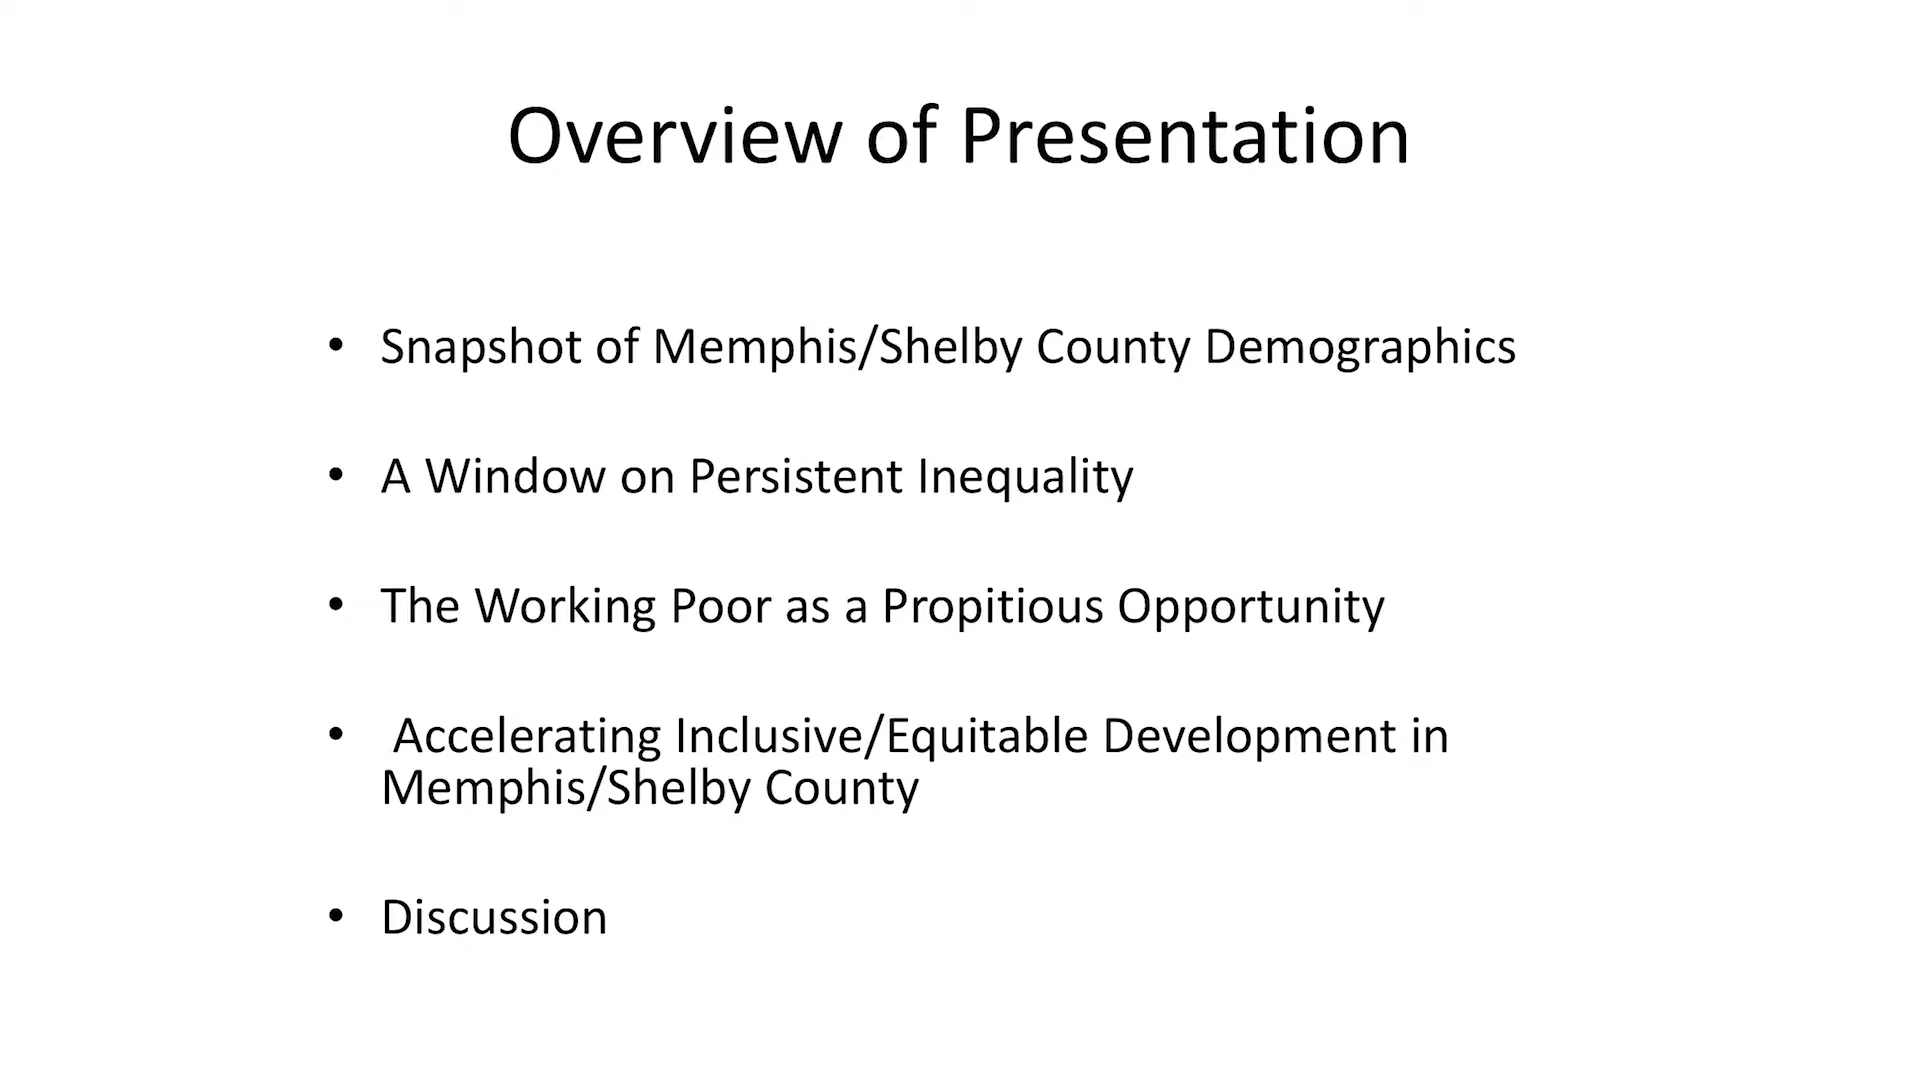 Overview of Presentation
• Snapshot of Memphis/Shelby County Demographics
• A Window on Persistent Inequality
• The Working Poor as a Propitious Opportunity
• Accelerating Inclusive/Equitable Development in
Memphis/Shelby County
• Discussion